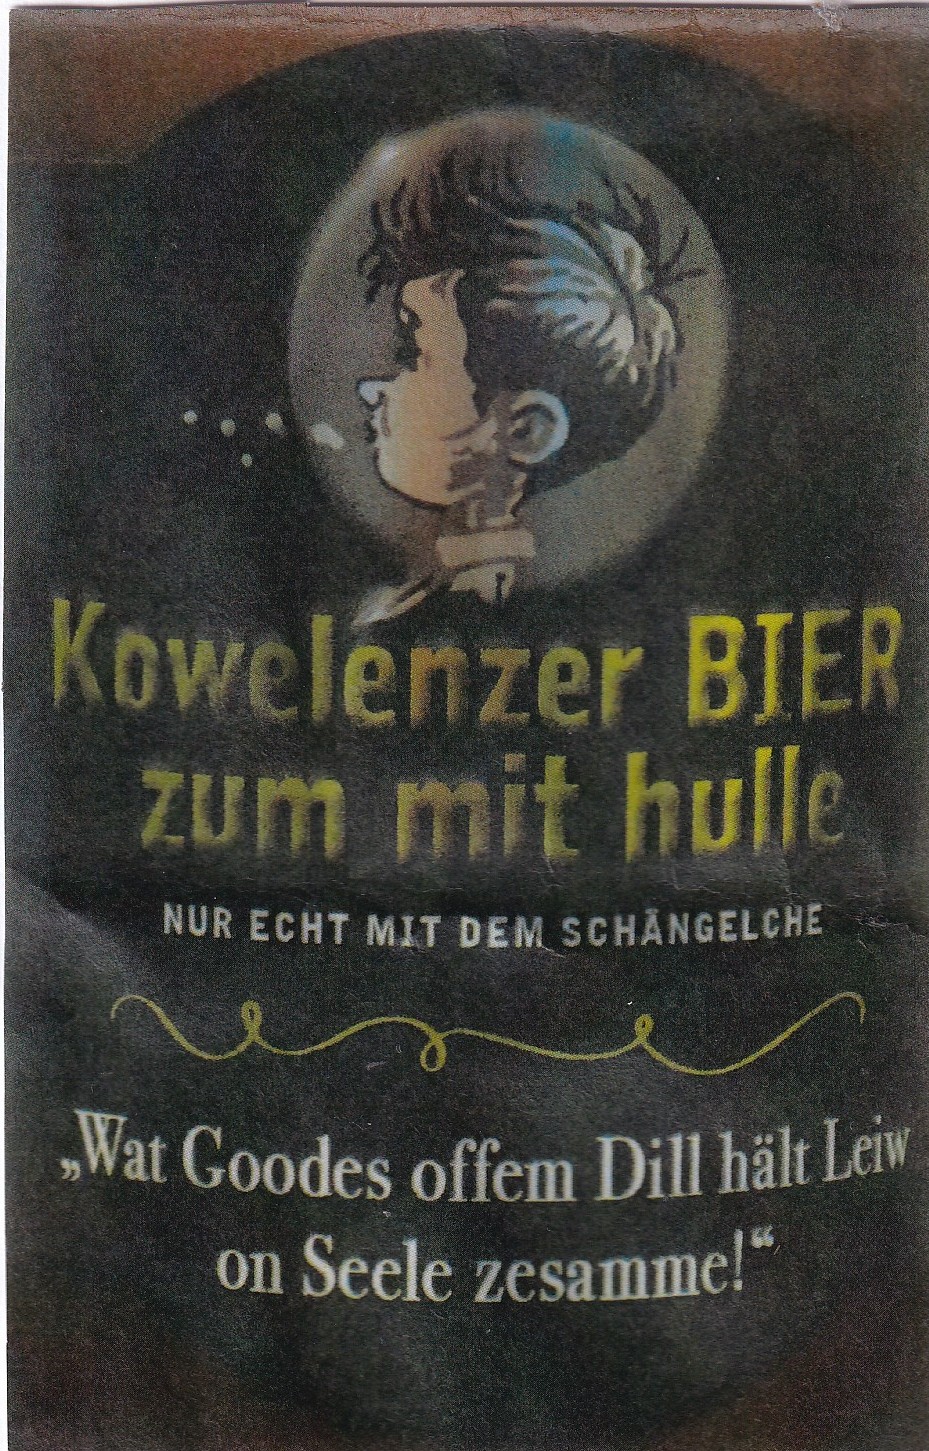 Kowelenzer BIER
zum mit hulle
NUR ECHT MIT DEM SCHÄNGELCHE
„Wat Goodes offem Dill hält Leiw
on Seele zesamme!“